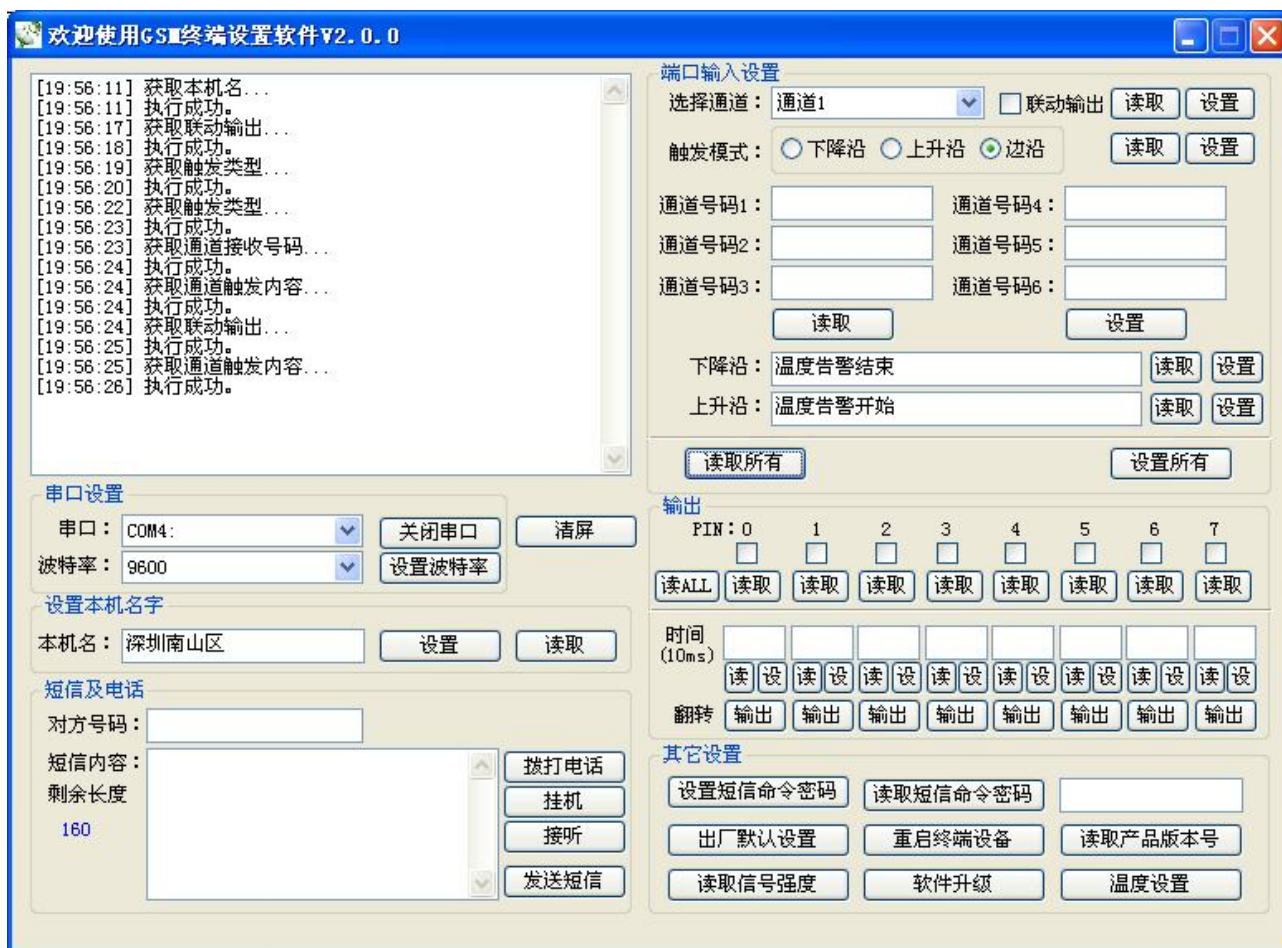 欢迎使用GSM终端设置软件V2.0.0
[19:56:11] 获取本机名...
[19:56:11] 执行成功。
[19:56:17] 获取联动输出...
[19:56:18] 执行成功。
[19:56:19] 获取触发类型...
[19:56:20] 执行成功。
[19:56:22] 获取触发类型...
[19:56:23] 执行成功。
[19:56:23] 获取通道接收号码...
[19:56:24] 执行成功。
[19:56:24] 获取通道触发内容...
[19:56:24] 执行成功。
[19:56:24] 获取联动输出...
[19:56:25] 执行成功。
[19:56:25] 获取通道触发内容...
[19:56:26] 执行成功。
串口设置
串口： COM4: 关闭串口 清屏
波特率： 9600 设置波特率
设置本机名字
本机名： 深圳南山区 设置 读取
短信及电话
对方号码：
短信内容： 拨打电话
剩余长度 挂机
160 接听
发送短信
端口输入设置
选择通道： 通道1 联动输出 读取 设置
触发模式： 下降沿 上升沿 边沿 读取 设置
通道号码1： 通道号码4：
通道号码2： 通道号码5：
通道号码3： 通道号码6：
读取 设置
下降沿： 温度告警结束 读取 设置
上升沿： 温度告警开始 读取 设置
读取所有 设置所有
输出
PIN：0 1 2 3 4 5 6 7
读ALL 读取 读取 读取 读取 读取 读取 读取 读取
时间
(10ms)
读 设 读 设 读 设 读 设 读 设 读 设 读 设 读 设
翻转 输出 输出 输出 输出 输出 输出 输出 输出
其它设置
设置短信命令密码 读取短信命令密码
出厂默认设置 重启终端设备 读取产品版本号
读取信号强度 软件升级 温度设置